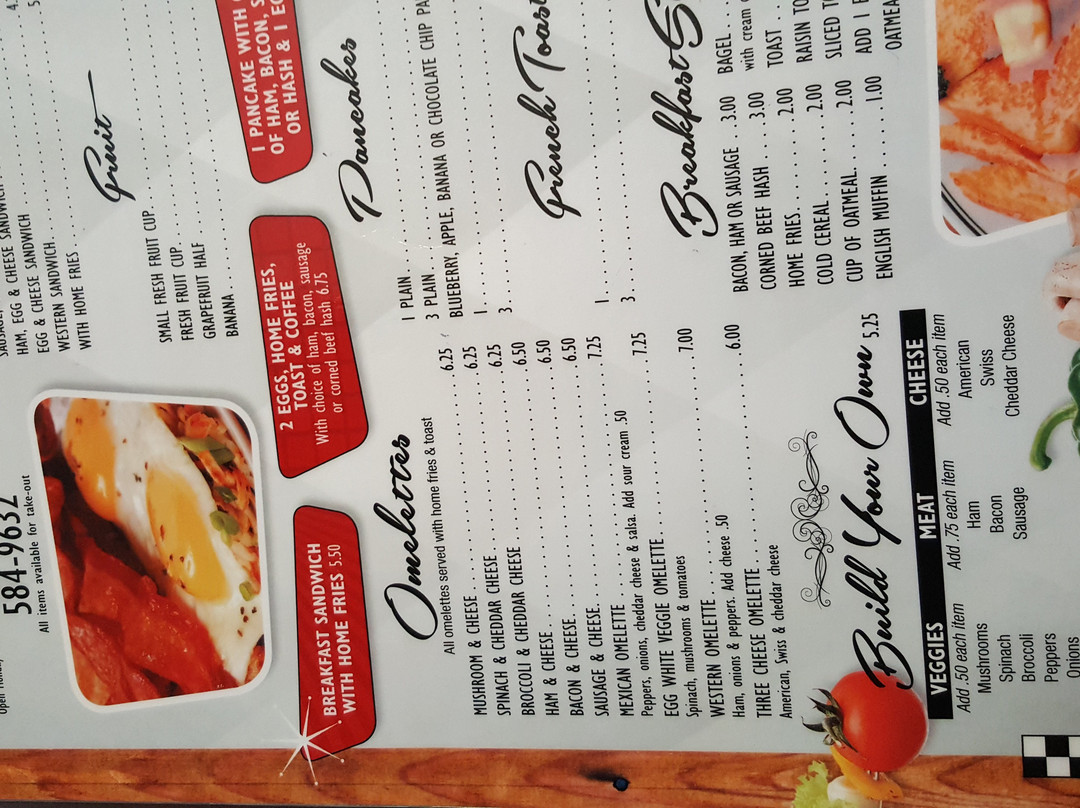 584-9632
All items available for take-out
HAM, EGG & CHEESE SANDWICH
EGG & CHEESE SANDWICH
WESTERN SANDWICH
WITH HOME FRIES
Fruit
SMALL FRESH FRUIT CUP
FRESH FRUIT CUP
GRAPEFRUIT HALF
BANANA
BREAKFAST SANDWICH
WITH HOME FRIES 5.50
2 EGGS, HOME FRIES,
TOAST & COFFEE
With choice of ham, bacon, sausage
or corned beef hash 6.75
1 PANCAKE WITH
OF HAM, BACON,
OR HASH & 1
Omelettes
All omelettes served with home fries & toast
MUSHROOM & CHEESE 6.25
SPINACH & CHEDDAR CHEESE 6.25
BROCCOLI & CHEDDAR CHEESE 6.25
HAM & CHEESE 6.50
BACON & CHEESE 6.50
SAUSAGE & CHEESE 6.50
MEXICAN OMELETTE 7.25
Peppers, onions, cheddar cheese & salsa. Add sour cream .50
EGG WHITE VEGGIE OMELETTE 7.25
Spinach, mushrooms & tomatoes
WESTERN OMELETTE 7.00
Ham, onions & peppers. Add cheese .50
THREE CHEESE OMELETTE 6.00
American, Swiss & cheddar cheese
Build Your Own 5.25
VEGGIES MEAT CHEESE
Add .50 each item Add .75 each item Add .50 each item
Mushrooms Ham American
Spinach Bacon Swiss
Broccoli Sausage Cheddar Cheese
Peppers
Onions
Pancakes
1 PLAIN
3 PLAIN
BLUEBERRY, APPLE, BANANA OR CHOCOLATE CHIP
1
3
French Toast
1
3
Breakfast
BACON, HAM OR SAUSAGE 3.00
CORNED BEEF HASH 3.00
HOME FRIES 2.00
COLD CEREAL 2.00
CUP OF OATMEAL 2.00
ENGLISH MUFFIN 1.00
BAGEL
with cream
TOAST
RAISIN
SLICED
ADD 1